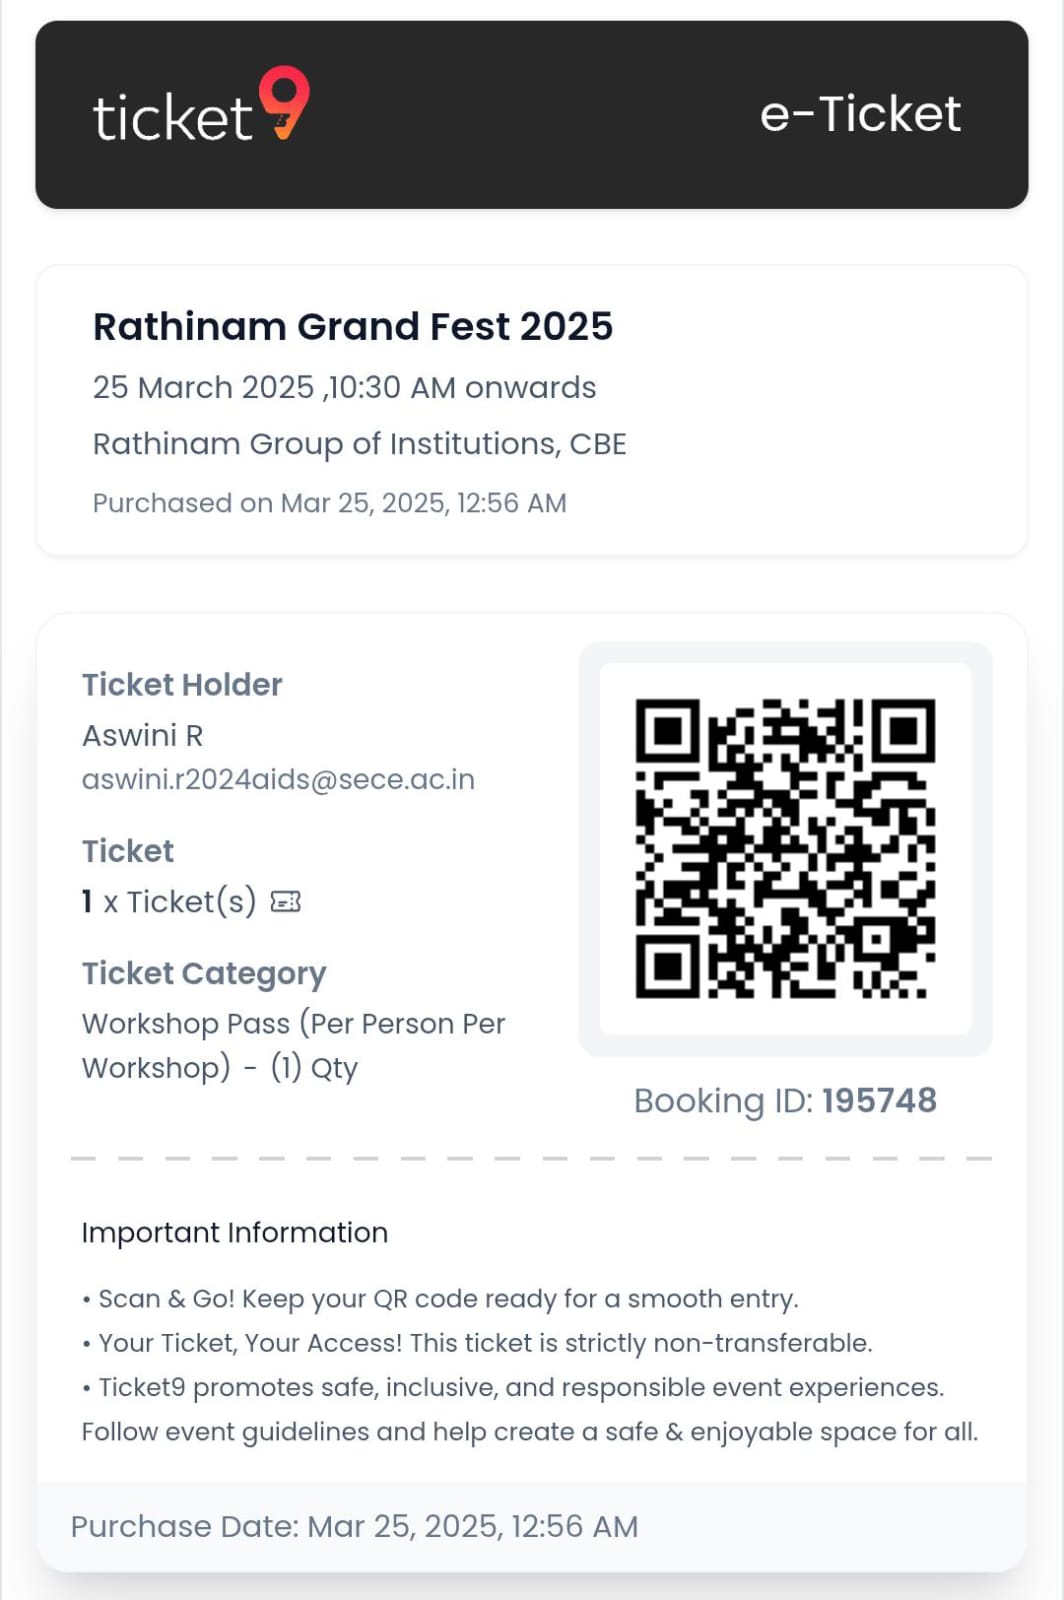 ticket9
e-Ticket
Rathinam Grand Fest 2025
25 March 2025 ,10:30 AM onwards
Rathinam Group of Institutions, CBE
Purchased on Mar 25, 2025, 12:56 AM
Ticket Holder
Aswini R
aswini.r2024aids@sece.ac.in
Ticket
1 x Ticket(s)
Ticket Category
Workshop Pass (Per Person Per
Workshop) - (1) Qty
Booking ID: 195748
Important Information
• Scan & Go! Keep your QR code ready for a smooth entry.
• Your Ticket, Your Access! This ticket is strictly non-transferable.
• Ticket9 promotes safe, inclusive, and responsible event experiences.
Follow event guidelines and help create a safe & enjoyable space for all.
Purchase Date: Mar 25, 2025, 12:56 AM